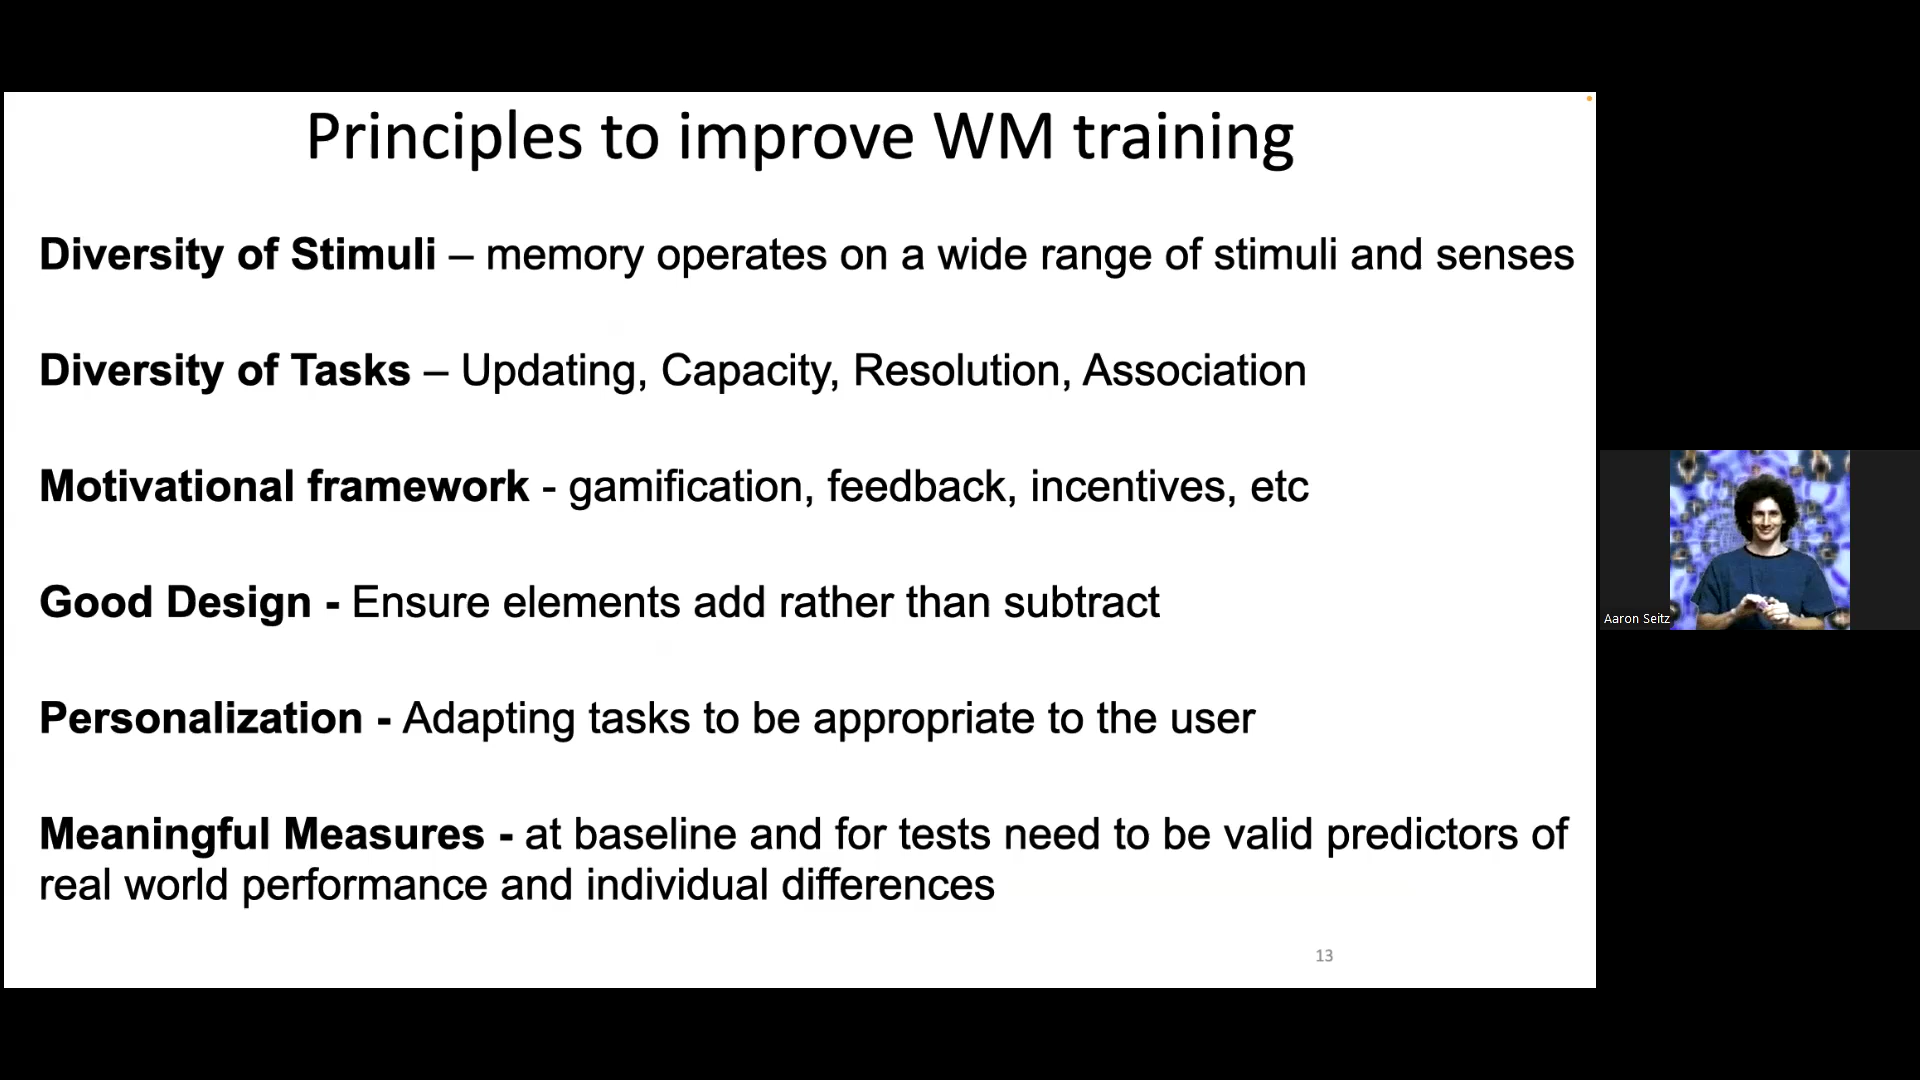 Principles to improve WM training
Diversity of Stimuli – memory operates on a wide range of stimuli and senses
Diversity of Tasks – Updating, Capacity, Resolution, Association
Motivational framework - gamification, feedback, incentives, etc
Good Design - Ensure elements add rather than subtract
Personalization - Adapting tasks to be appropriate to the user
Meaningful Measures - at baseline and for tests need to be valid predictors of
real world performance and individual differences
13
Aaron Seitz